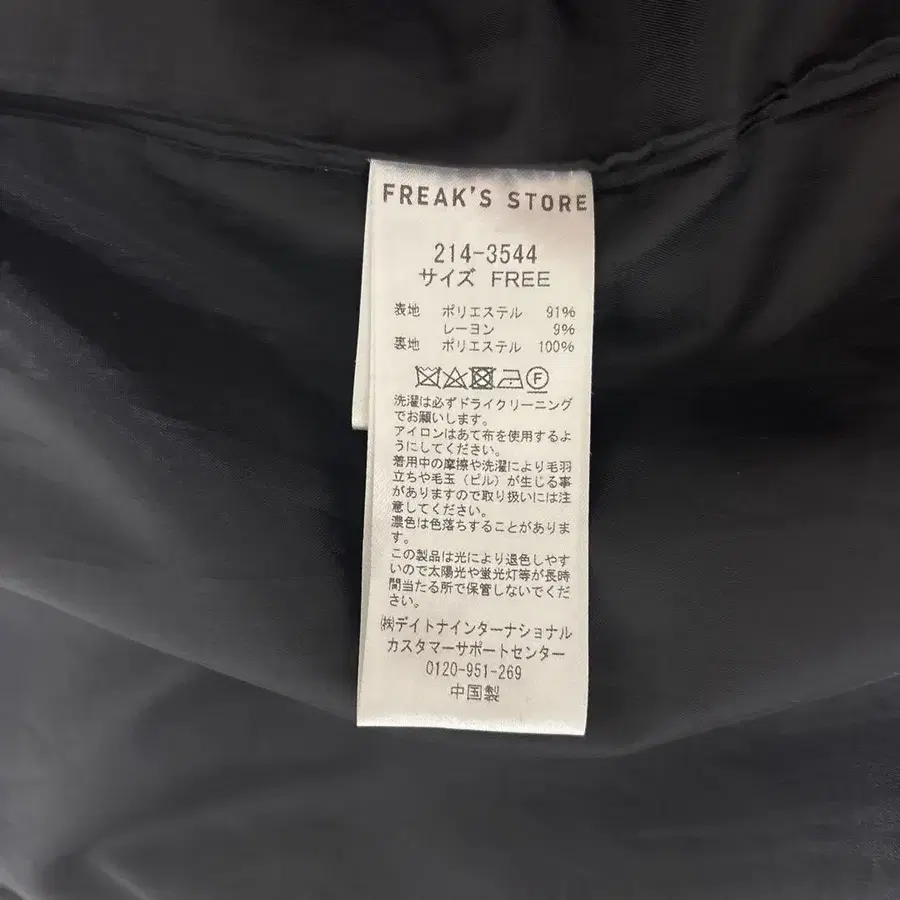 FREAK'S STORE
214-3544
サイズ FREE
表地 ポリエステル 91%
レーヨン 9%
裏地 ポリエステル 100%
F
洗濯は必ずドライクリーニング
でお願いします。
アイロンはあて布を使用するよ
うにしてください。
着用中の摩擦や洗濯により毛羽
立ちや毛玉（ピル）が生じる事
がありますので取り扱いには注
意してください。
濃色は色落ちすることがありま
す。
この製品は光により退色しやす
いので太陽光や蛍光灯等が長時
間当たる所で保管しないでくだ
さい。
㈱デイトナインターナショナル
カスタマーサポートセンター
0120-951-269
中国製